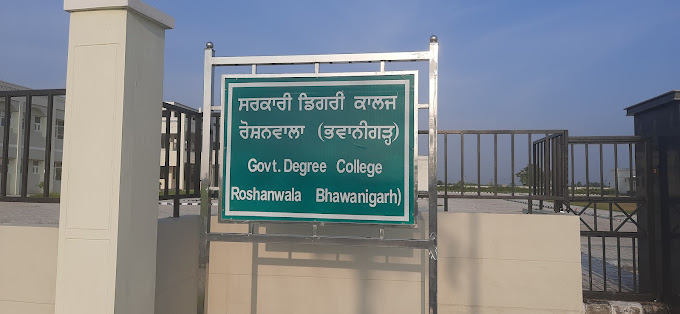 ਸਰਕਾਰੀ ਡਿਗਰੀ ਕਾਲਜ
ਰੋਸ਼ਨਵਾਲਾ (ਭਵਾਨੀਗੜ੍ਹ)
Govt. Degree College
Roshanwala Bhawanigarh)